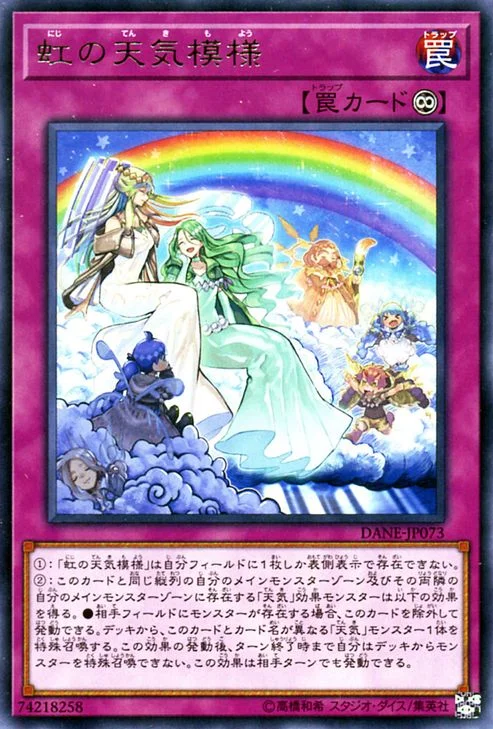 虹の天気模様
罠
【罠カード】
DANE-JP073
①：「虹の天気模様」は自分フィールドに1枚しか表側表示で存在できない。
②：このカードと同じ縦列の自分のメインモンスターゾーン及びその両隣の
自分のメインモンスターゾーンに存在する「天気」効果モンスターは以下の効果
を得る。●相手フィールドにモンスターが存在する場合、このカードを除外して
発動できる。デッキから、このカードとカード名が異なる「天気」モンスター1体を
特殊召喚する。この効果の発動後、ターン終了時まで自分はデッキからモン
スターを特殊召喚できない。この効果は相手ターンでも発動できる。
74218258
©高橋和希 スタジオ・ダイス/集英社